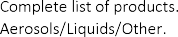 Complete list of products.
Aerosols/Liquids/Other.